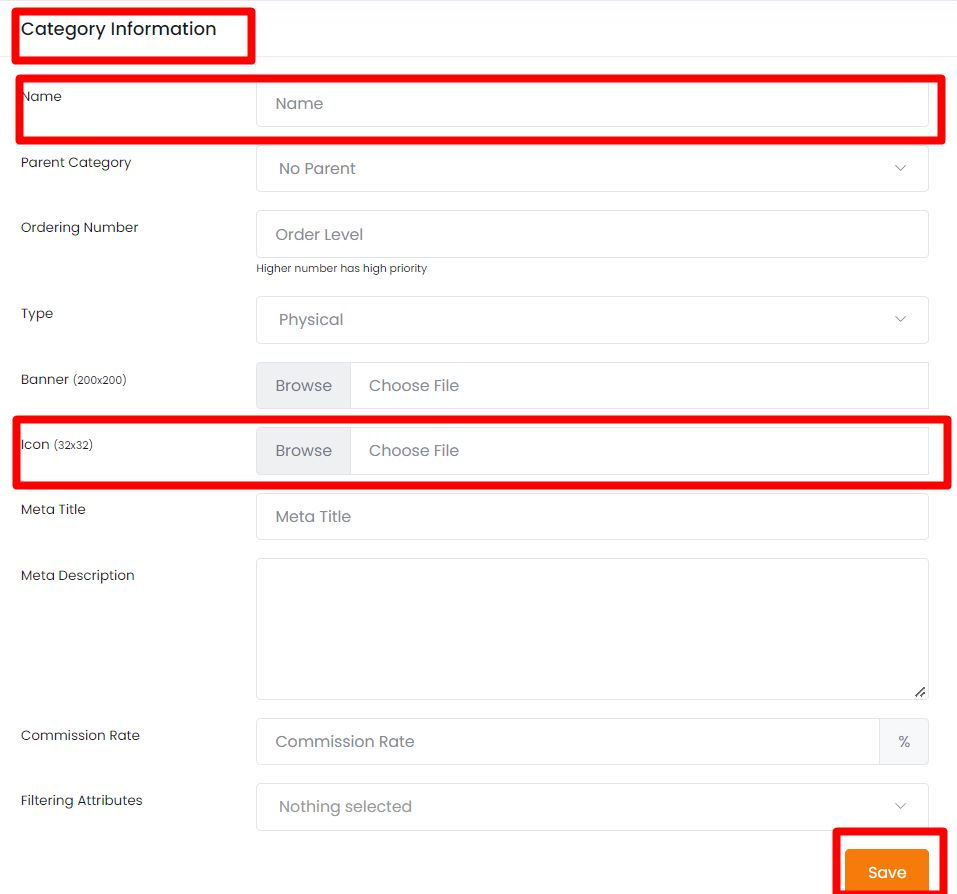 Category Information
Name
Name
Parent Category
No Parent
Ordering Number
Order Level
Higher number has high priority
Type
Physical
Banner (200x200)
Browse
Choose File
Icon (32x32)
Browse
Choose File
Meta Title
Meta Title
Meta Description
Commission Rate
Commission Rate
%
Filtering Attributes
Nothing selected
Save